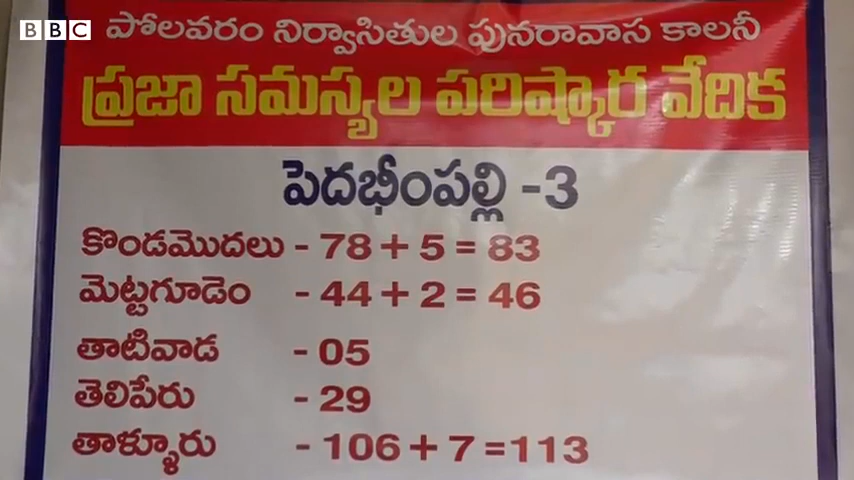 BBC
పోలవరం నిర్వాసితుల పునరావాస కాలనీ
ప్రజా సమస్యల పరిష్కార వేదిక
పెదభీంపల్లి -3
కొండమొదలు - 78 + 5 = 83
మెట్టగూడెం - 44 + 2 = 46
తాటివాడ - 05
తెలిపేరు - 29
తాళ్ళూరు - 106 + 7 =113